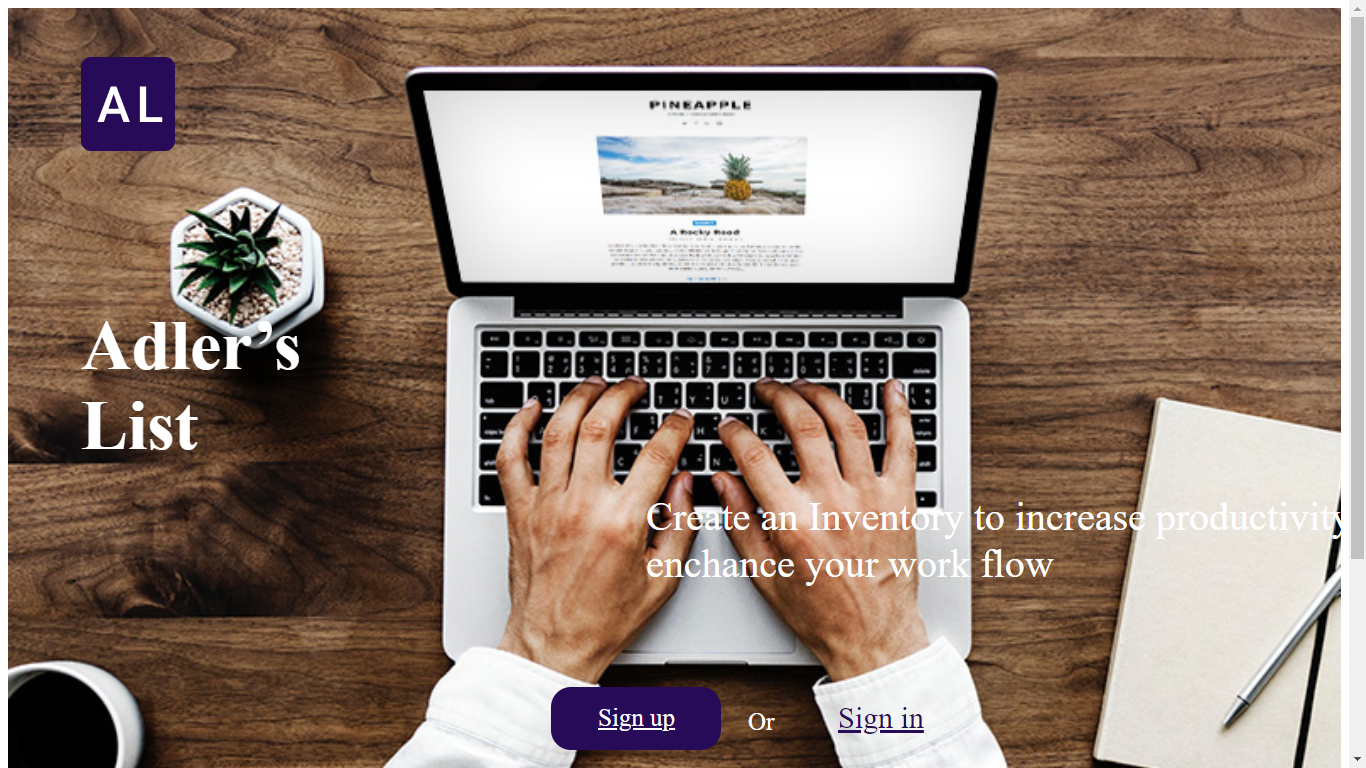 AL
PINEAPPLE
A Rocky Road
Adler’s
List
Create an Inventory to increase productivity
enchance your work flow
Sign up
Or
Sign in